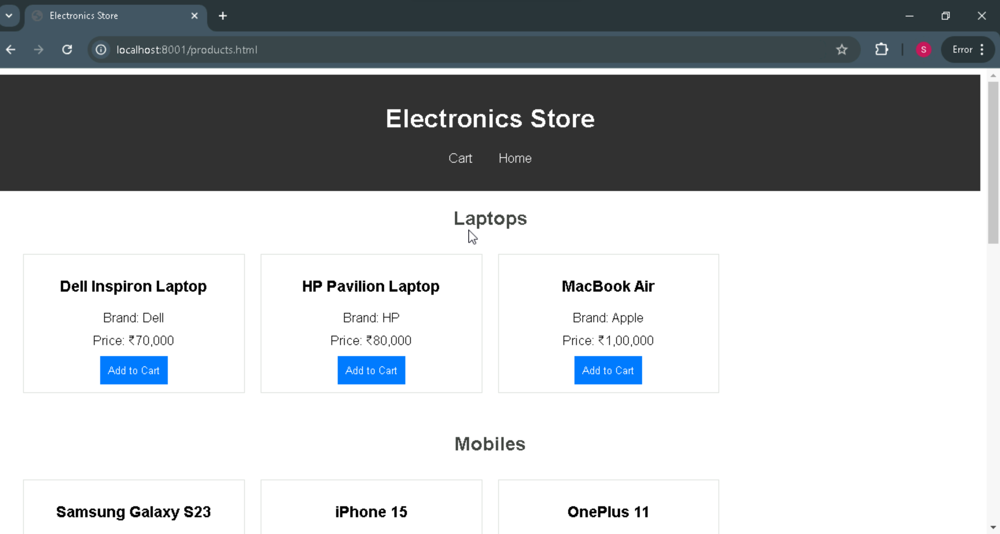 Electronics Store
localhost:8001/products.html
S
Error
Electronics Store
Cart Home
Laptops
Dell Inspiron Laptop
Brand: Dell
Price: ₹70,000
Add to Cart
HP Pavilion Laptop
Brand: HP
Price: ₹80,000
Add to Cart
MacBook Air
Brand: Apple
Price: ₹1,00,000
Add to Cart
Mobiles
Samsung Galaxy S23
iPhone 15
OnePlus 11